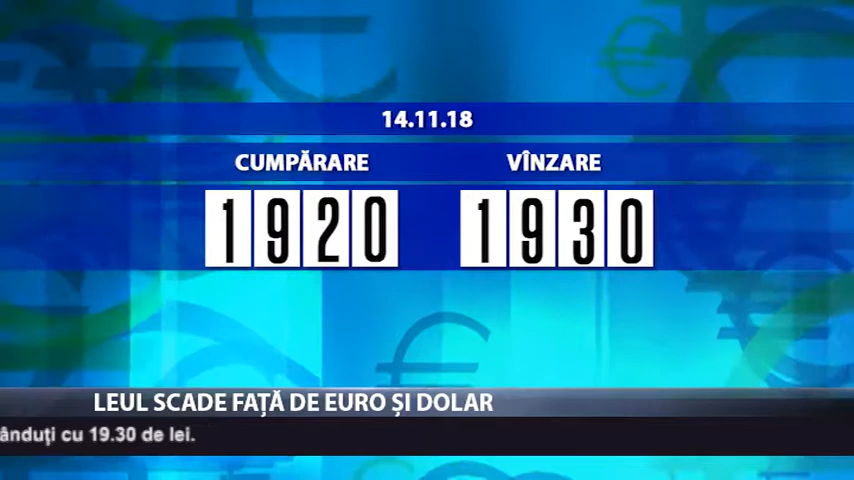 14.11.18
CUMPĂRARE VÎNZARE
1920 1930
LEUL SCADE FAȚĂ DE EURO ȘI DOLAR
ânduți cu 19.30 de lei.